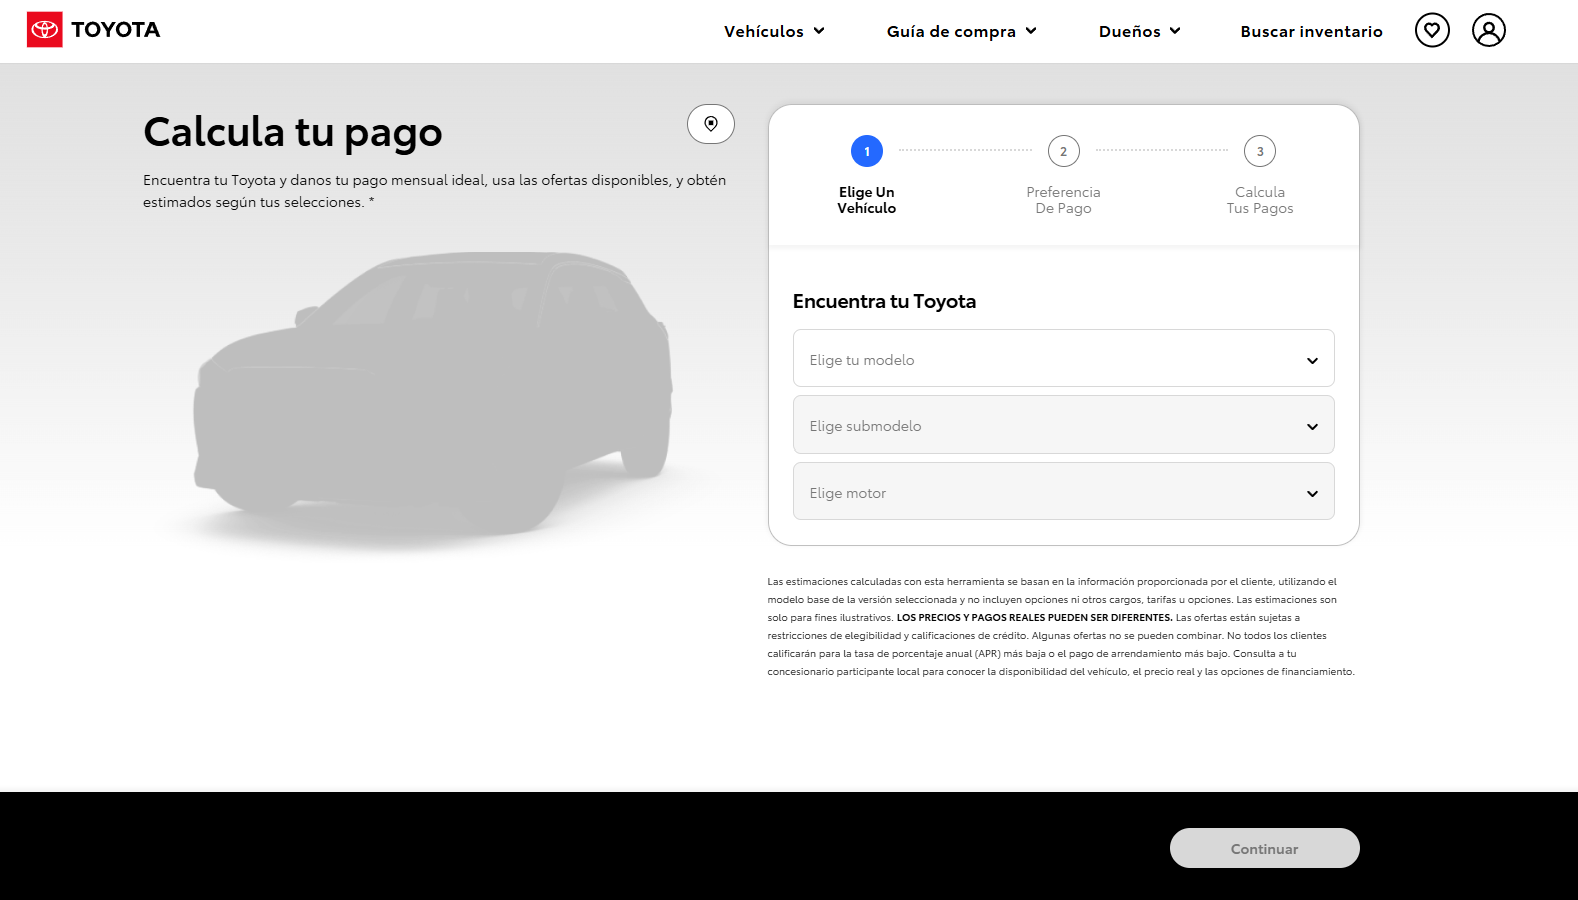 TOYOTA
Vehículos
Guía de compra
Dueños
Buscar inventario
Calcula tu pago
Encuentra tu Toyota y danos tu pago mensual ideal, usa las ofertas disponibles, y obtén
estimados según tus selecciones. *
1
2
3
Elige Un
Vehículo
Preferencia
De Pago
Calcula
Tus Pagos
Encuentra tu Toyota
Elige tu modelo
Elige submodelo
Elige motor
Las estimaciones calculadas con esta herramienta se basan en la información proporcionada por el cliente, utilizando el
modelo base de la versión seleccionada y no incluyen opciones ni otros cargos, tarifas u opciones. Las estimaciones son
solo para fines ilustrativos. LOS PRECIOS Y PAGOS REALES PUEDEN SER DIFERENTES. Las ofertas están sujetas a
restricciones de elegibilidad y calificaciones de crédito. Algunas ofertas no se pueden combinar. No todos los clientes
calificarán para la tasa de porcentaje anual (APR) más baja o el pago de arrendamiento más bajo. Consulta a tu
concesionario participante local para conocer la disponibilidad del vehículo, el precio real y las opciones de financiamiento.
Continuar